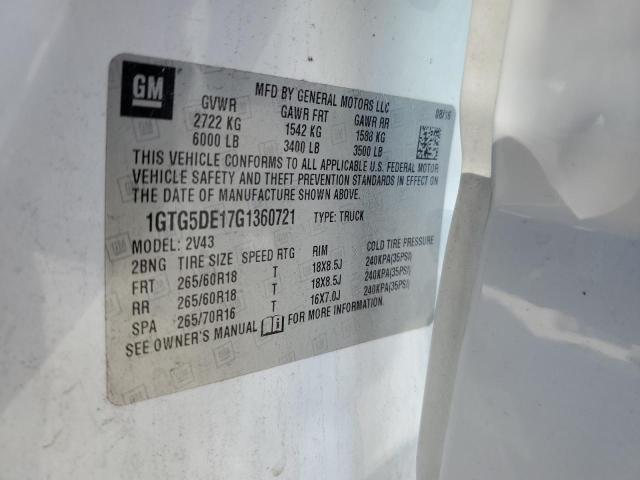 GM
MFD BY GENERAL MOTORS LLC
08/16
GVWR GAWR FRT GAWR RR
2722 KG 1542 KG 1588 KG
6000 LB 3400 LB 3500 LB
THIS VEHICLE CONFORMS TO ALL APPLICABLE U.S. FEDERAL MOTOR
VEHICLE SAFETY AND THEFT PREVENTION STANDARDS IN EFFECT ON
THE DATE OF MANUFACTURE SHOWN ABOVE.
1GTG5DE17G1360721 TYPE: TRUCK
MODEL: 2V43
2BNG TIRE SIZE SPEED RTG RIM COLD TIRE PRESSURE
FRT 265/60R18 T 18X8.5J 240KPA(35PSI)
RR 265/60R18 T 18X8.5J 240KPA(35PSI)
SPA 265/70R16 T 16X7.0J 240KPA(35PSI)
SEE OWNER'S MANUAL FOR MORE INFORMATION.